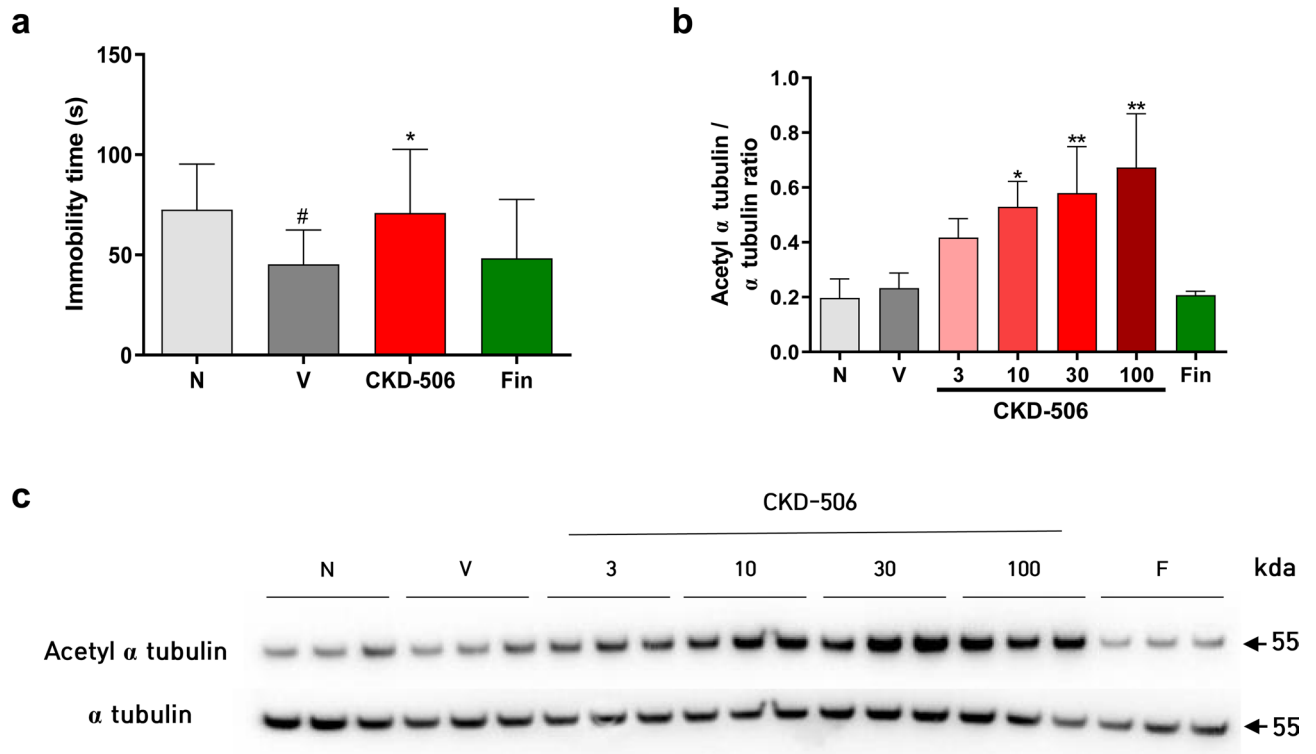 a
150
100
50
0
Immobility time (s)
#
*
N V CKD-506 Fin
b
1.0
0.8
0.6
0.4
0.2
0.0
Acetyl α tubulin /
α tubulin ratio
*
**
**
N V 3 10 30 100 Fin
CKD-506
c
CKD-506
N V 3 10 30 100 F kda
Acetyl α tubulin 55
α tubulin 55